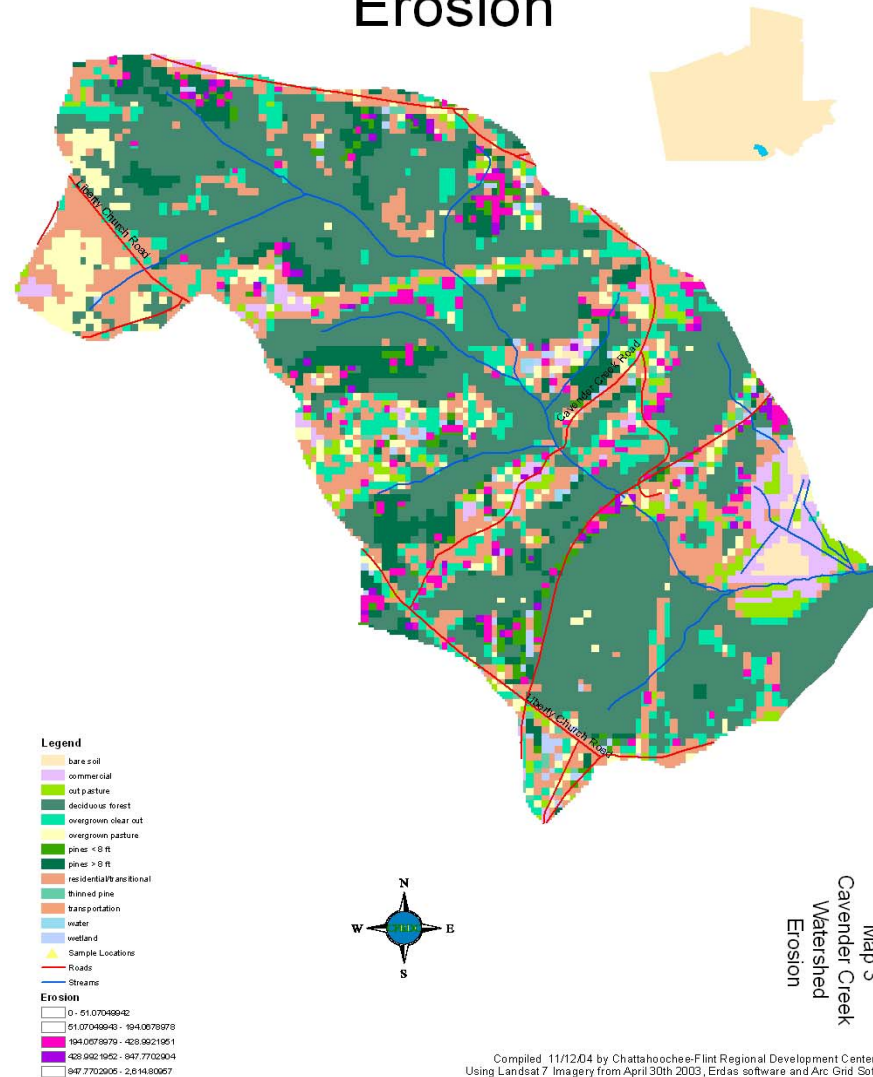 Erosion
Liberty Church Road
Cavender Creek Road
Liberty Church Road
Legend
bare soil
commercial
cut pasture
deciduous forest
overgrown clear cut
overgrown pasture
pines < 8 ft
pines > 8 ft
residential/transitional
thinned pine
transportation
water
wetland
Sample Locations
Roads
Streams
Erosion
0 - 51.07049942
51.07049943 - 194.0678978
194.0678979 - 428.9921951
428.9921952 - 847.7702904
847.7702905 - 2,614.80957
N
W
E
S
Map 3
Cavender Creek
Watershed
Erosion
Compiled 11/12/04 by Chattahoochee-Flint Regional Development Center
Using Landsat 7 Imagery from April 30th 2003, Erdas software and Arc Grid Sof